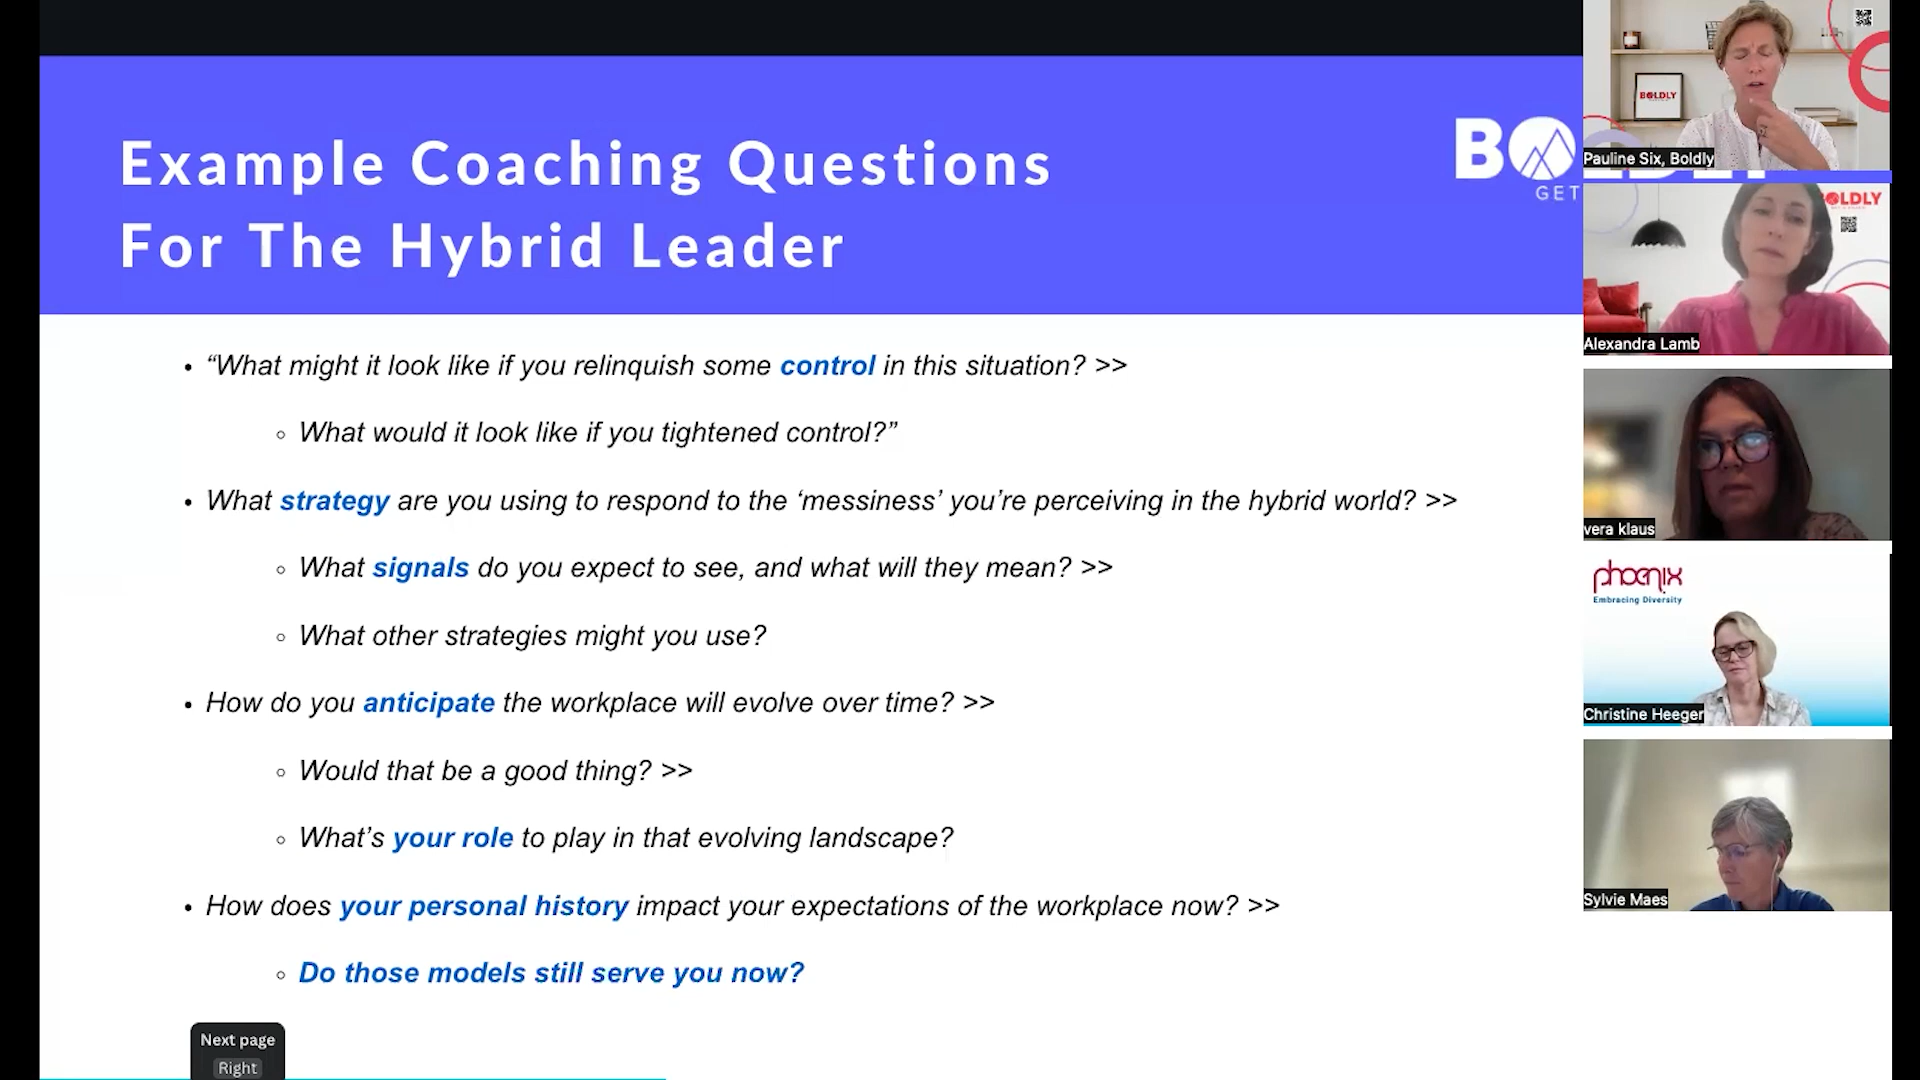 Example Coaching Questions
For The Hybrid Leader
GET
• “What might it look like if you relinquish some control in this situation? >>
◦ What would it look like if you tightened control?”
• What strategy are you using to respond to the ‘messiness’ you’re perceiving in the hybrid world? >>
◦ What signals do you expect to see, and what will they mean? >>
◦ What other strategies might you use?
• How do you anticipate the workplace will evolve over time? >>
◦ Would that be a good thing? >>
◦ What’s your role to play in that evolving landscape?
• How does your personal history impact your expectations of the workplace now? >>
◦ Do those models still serve you now?
Next page
Right
BOLDLY
Pauline Six, Boldly
OLDLY
Alexandra Lamb
vera klaus
phoenix
Embracing Diversity
Christine Heeger
Sylvie Maes